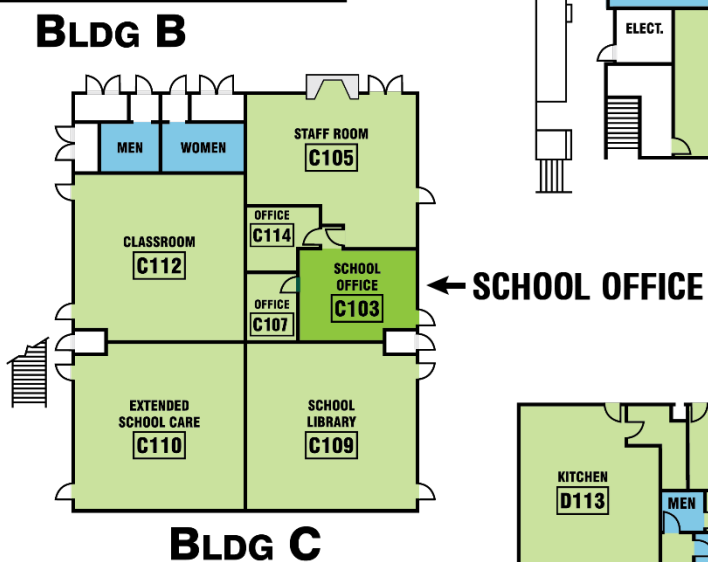 BLDG B
ELECT.
MEN
WOMEN
STAFF ROOM
C105
OFFICE
C114
CLASSROOM
C112
SCHOOL
OFFICE
C103
SCHOOL OFFICE
OFFICE
C107
EXTENDED
SCHOOL CARE
C110
SCHOOL
LIBRARY
C109
KITCHEN
D113
MEN
BLDG C